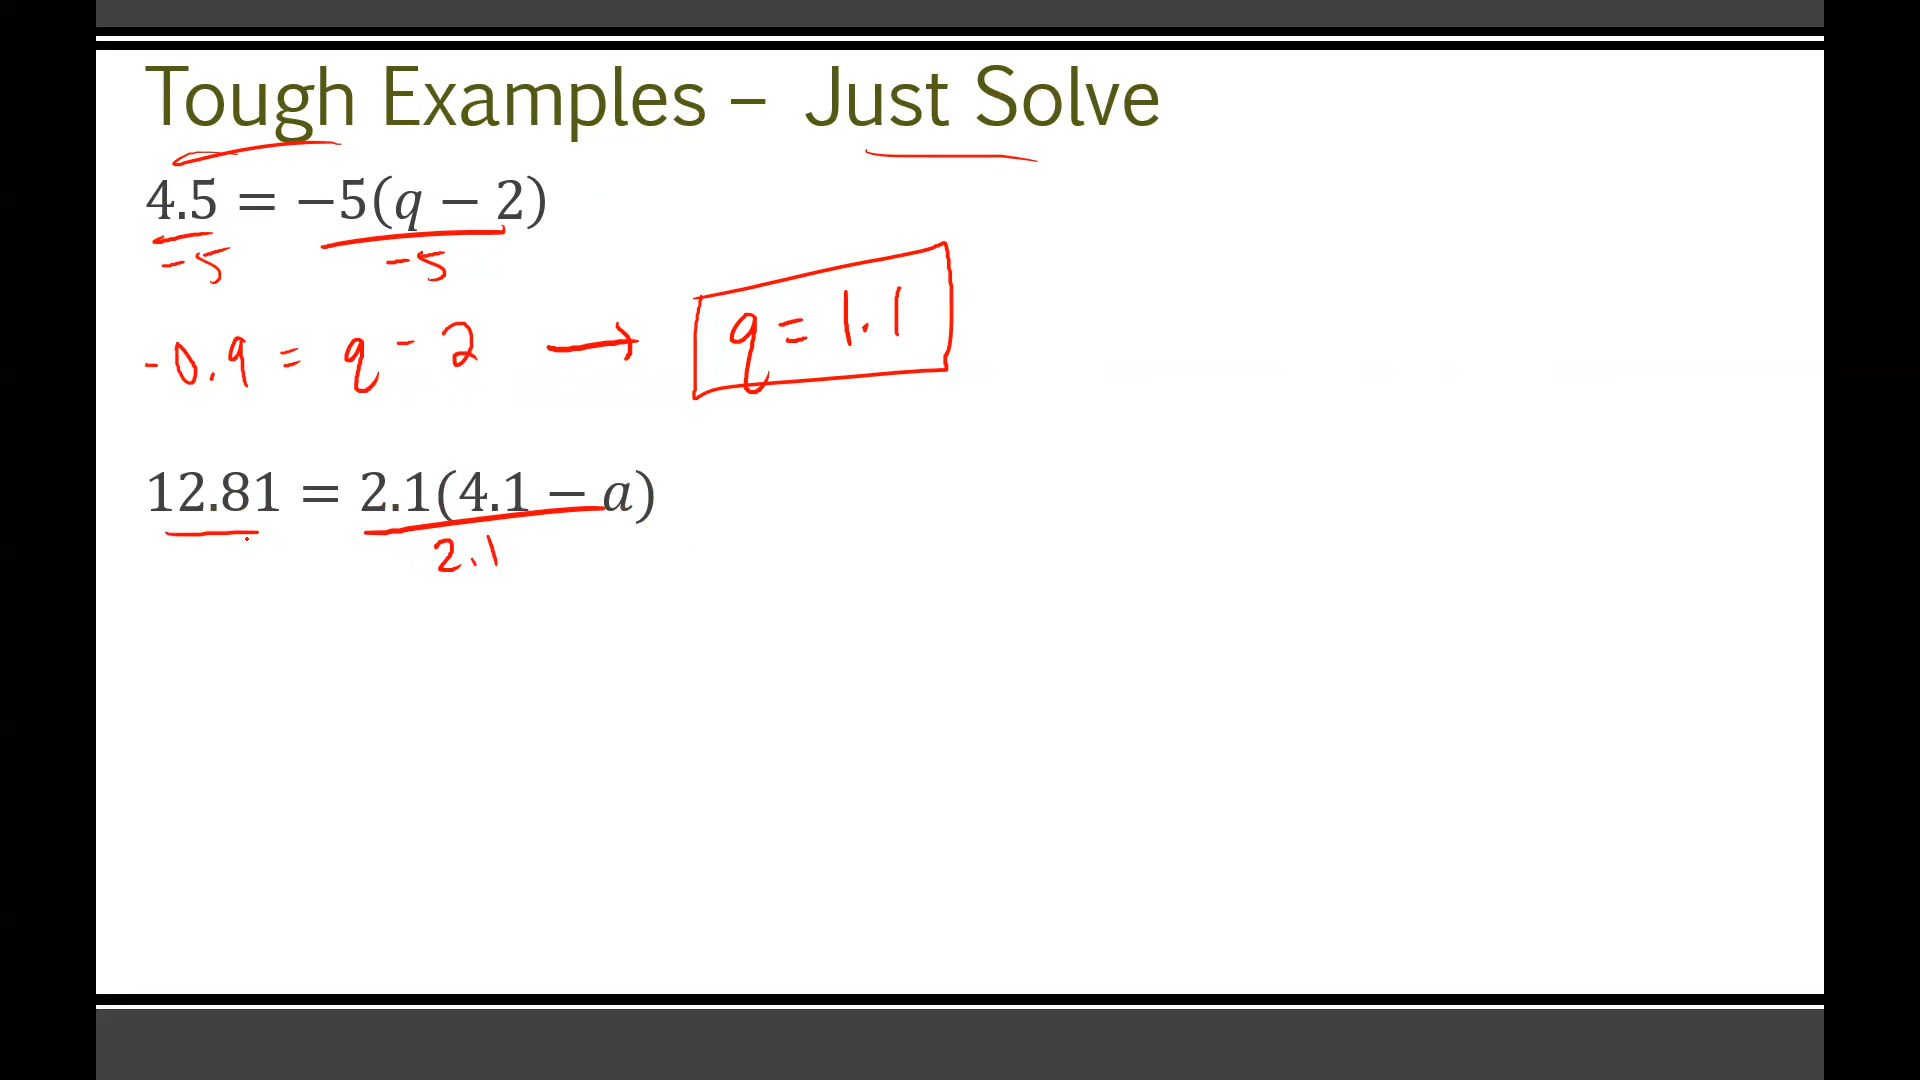 Tough Examples – Just Solve
4.5 = −5(q − 2)
-5 -5
-0.9 = q - 2 → q = 1.1
12.81 = 2.1(4.1 − a)
2.1